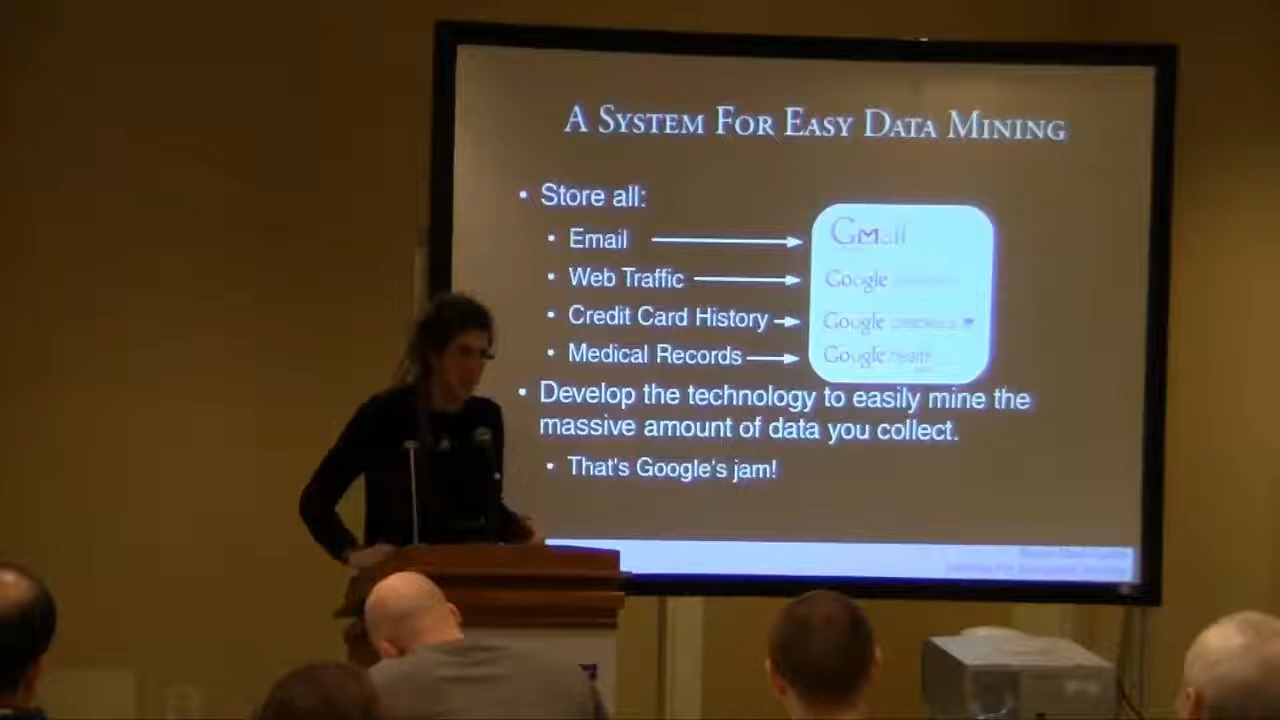 A SYSTEM FOR EASY DATA MINING
• Store all:
• Email
Gmail
• Web Traffic
Google
• Credit Card History
Google
• Medical Records
Google health
• Develop the technology to easily mine the
massive amount of data you collect.
• That's Google's jam!